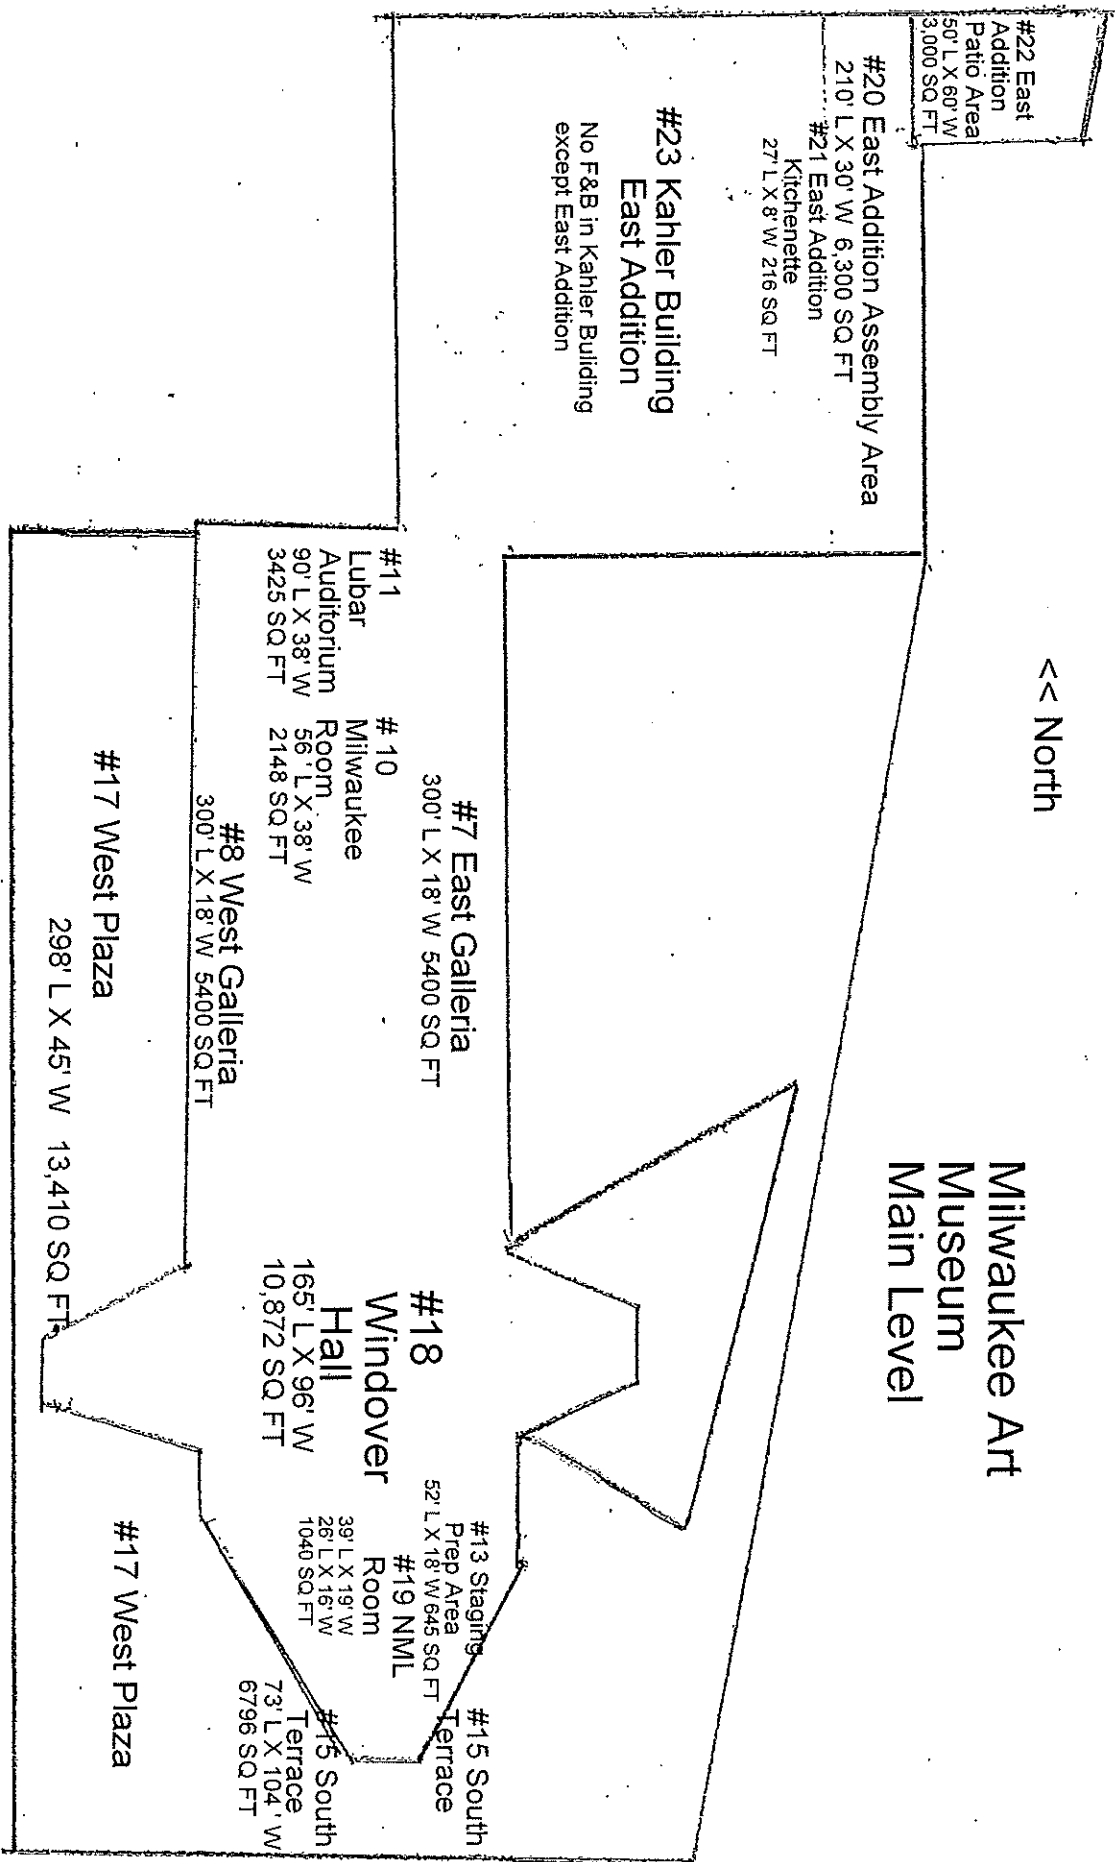 << North
Milwaukee Art
Museum
Main Level
#22 East
Addition
Patio Area
50' L X 60' W
3,000 SQ FT
#20 East Addition Assembly Area
210' L X 30' W 6,300 SQ FT
#21 East Addition
Kitchenette
27' L X 8' W 216 SQ FT
#23 Kahler Building
East Addition
No F&B in Kahler Buliding
except East Addition
#7 East Galleria
300' L X 18' W 5400 SQ FT
#11
Lubar
Auditorium
90' L X 38' W
3425 SQ FT
# 10
Milwaukee
Room
56 ' L X 38' W
2148 SQ FT
#8 West Galleria
300' L X 18' W 5400 SQ FT
#17 West Plaza
298' L X 45' W 13,410 SQ FT
#18
Windover
Hall
165' L X 96' W
10,872 SQ FT
#13 Staging
Prep Area
52' L X 18' W 645 SQ FT
#19 NML
Room
39' L X 19' W
26' L X 16' W
1040 SQ FT
#15 South
Terrace
#15 South
Terrace
73' L X 104 ' W
6796 SQ FT
#17 West Plaza